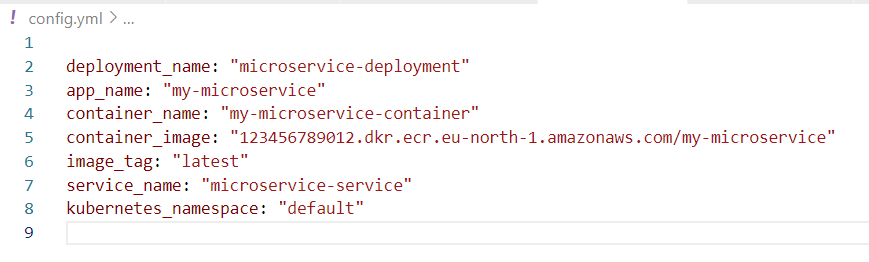 ! config.yml > ...
1
2 deployment_name: "microservice-deployment"
3 app_name: "my-microservice"
4 container_name: "my-microservice-container"
5 container_image: "123456789012.dkr.ecr.eu-north-1.amazonaws.com/my-microservice"
6 image_tag: "latest"
7 service_name: "microservice-service"
8 kubernetes_namespace: "default"
9